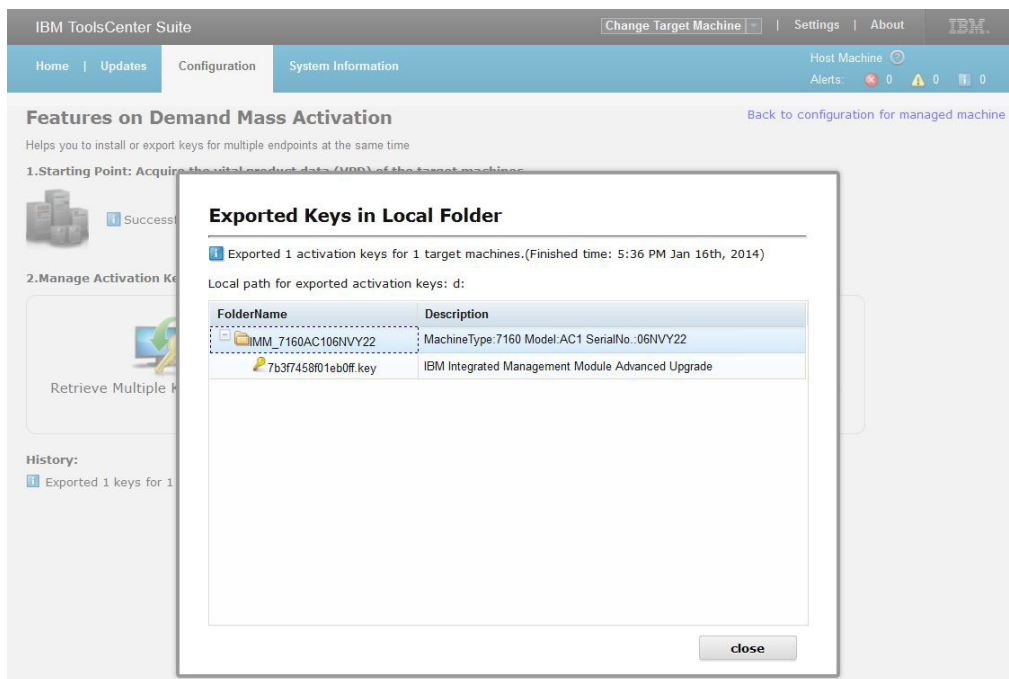 IBM ToolsCenter Suite
Change Target Machine | Settings | About IBM.
Home | Updates Configuration System Information
Host Machine
Alerts: 0 0 0
Features on Demand Mass Activation
Back to configuration for managed machine
Helps you to install or export keys for multiple endpoints at the same time
1.Starting Point: Acquire the vital product data (VPD) of the target machines
Success
2.Manage Activation Ke
Retrieve Multiple K
History:
Exported 1 keys for 1
Exported Keys in Local Folder
Exported 1 activation keys for 1 target machines.(Finished time: 5:36 PM Jan 16th, 2014)
Local path for exported activation keys: d:
FolderName Description
IMM_7160AC106NVY22 MachineType:7160 Model:AC1 SerialNo.:06NVY22
7b3f7458f01eb0ff.key IBM Integrated Management Module Advanced Upgrade
close